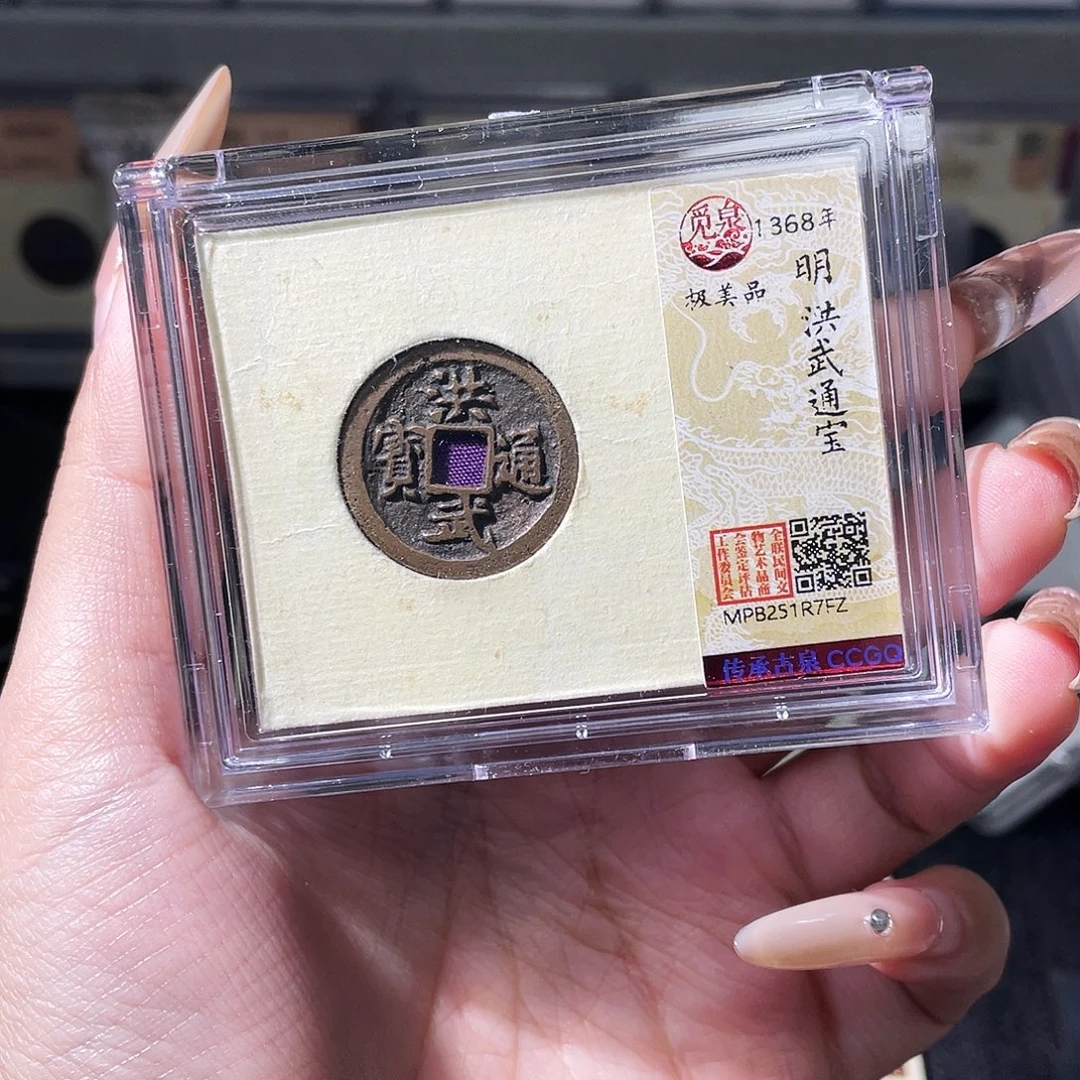 洪武通寶
觅泉
1368年
极美品
明 洪武通宝
全联民间文
物艺术品商
会鉴定评估
工作委员会
MPB251R7FZ
传承古泉 CCGQ